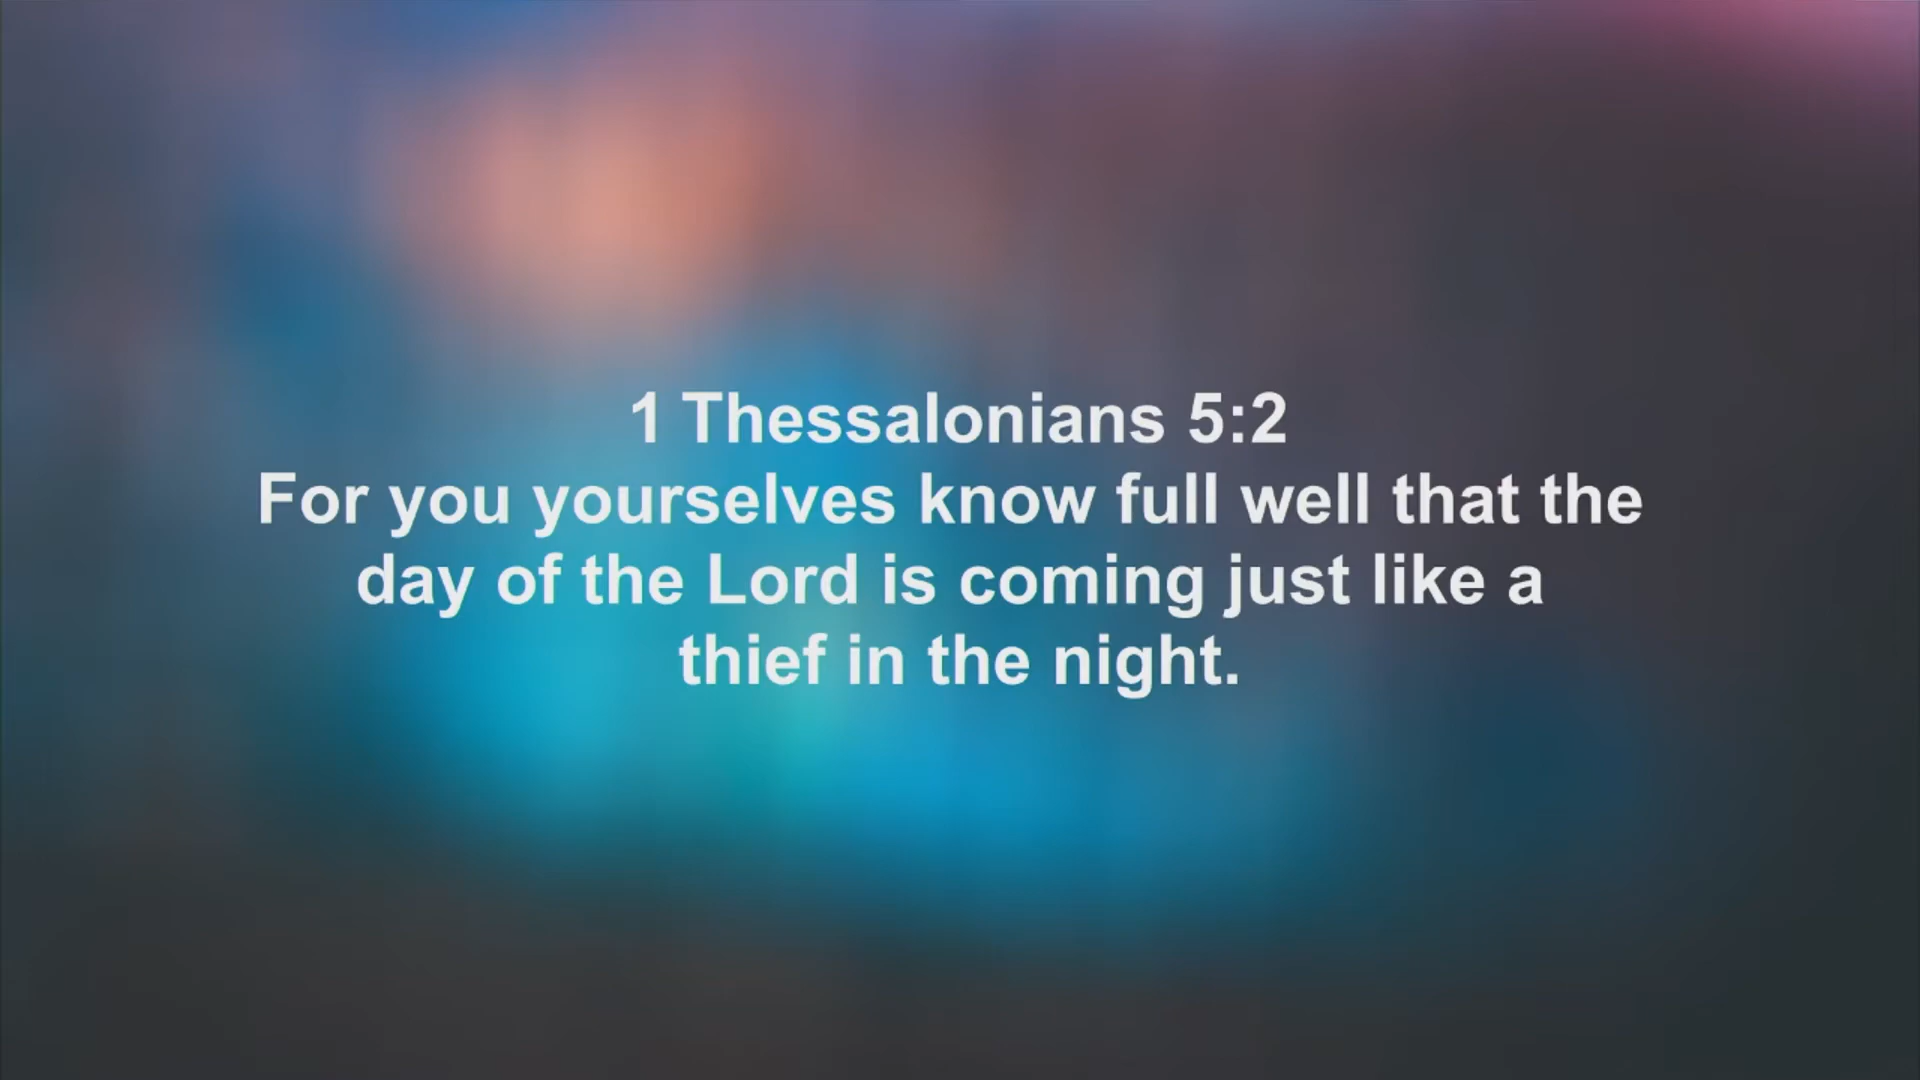 1 Thessalonians 5:2
For you yourselves know full well that the
day of the Lord is coming just like a
thief in the night.